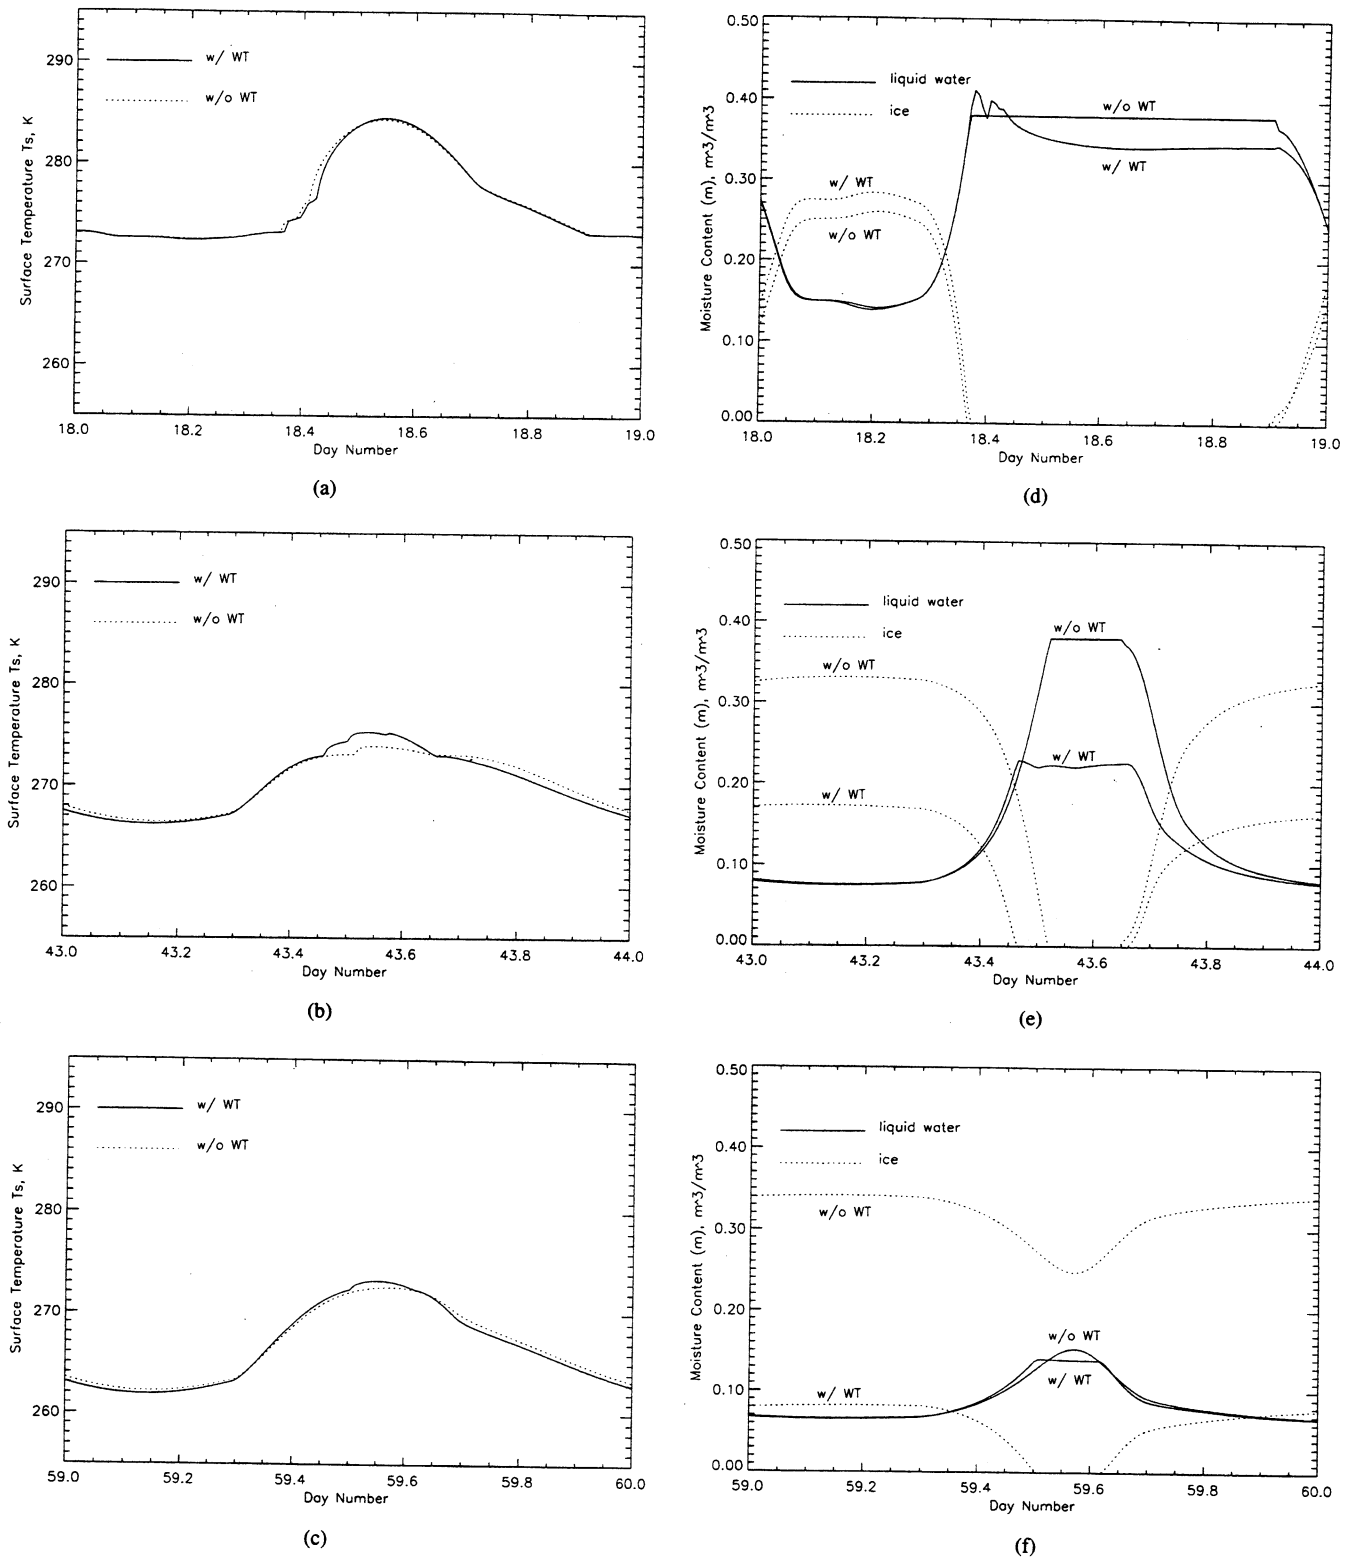 290
280
270
260
Surface Temperature Ts, K
w/ WT
w/o WT
18.0 18.2 18.4 18.6 18.8 19.0
Day Number
(a)
0.50
0.40
0.30
0.20
0.10
0.00
Moisture Content (m), m^3/m^3
liquid water
ice
w/o WT
w/ WT
w/ WT
w/o WT
18.0 18.2 18.4 18.6 18.8 19.0
Day Number
(d)
290
280
270
260
Surface Temperature Ts, K
w/ WT
w/o WT
43.0 43.2 43.4 43.6 43.8 44.0
Day Number
(b)
0.50
0.40
0.30
0.20
0.10
0.00
Moisture Content (m), m^3/m^3
liquid water
ice
w/o WT
w/o WT
w/ WT
w/ WT
43.0 43.2 43.4 43.6 43.8 44.0
Day Number
(e)
290
280
270
260
Surface Temperature Ts, K
w/ WT
w/o WT
59.0 59.2 59.4 59.6 59.8 60.0
Day Number
(c)
0.50
0.40
0.30
0.20
0.10
0.00
Moisture Content (m), m^3/m^3
liquid water
ice
w/o WT
w/o WT
w/ WT
w/ WT
59.0 59.2 59.4 59.6 59.8 60.0
Day Number
(f)